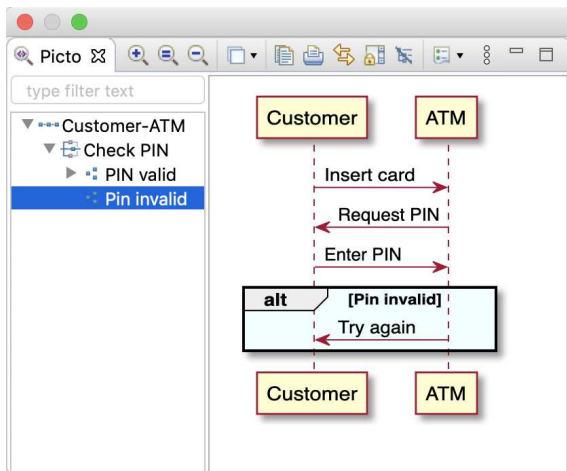 Picto
type filter text
Customer-ATM
Check PIN
PIN valid
Pin invalid
Customer ATM
Insert card
Request PIN
Enter PIN
alt [Pin invalid]
Try again
Customer ATM